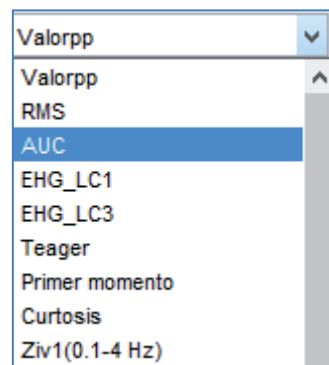 Valorpp
Valorpp
RMS
AUC
EHG_LC1
EHG_LC3
Teager
Primer momento
Curtosis
Ziv1(0.1-4 Hz)